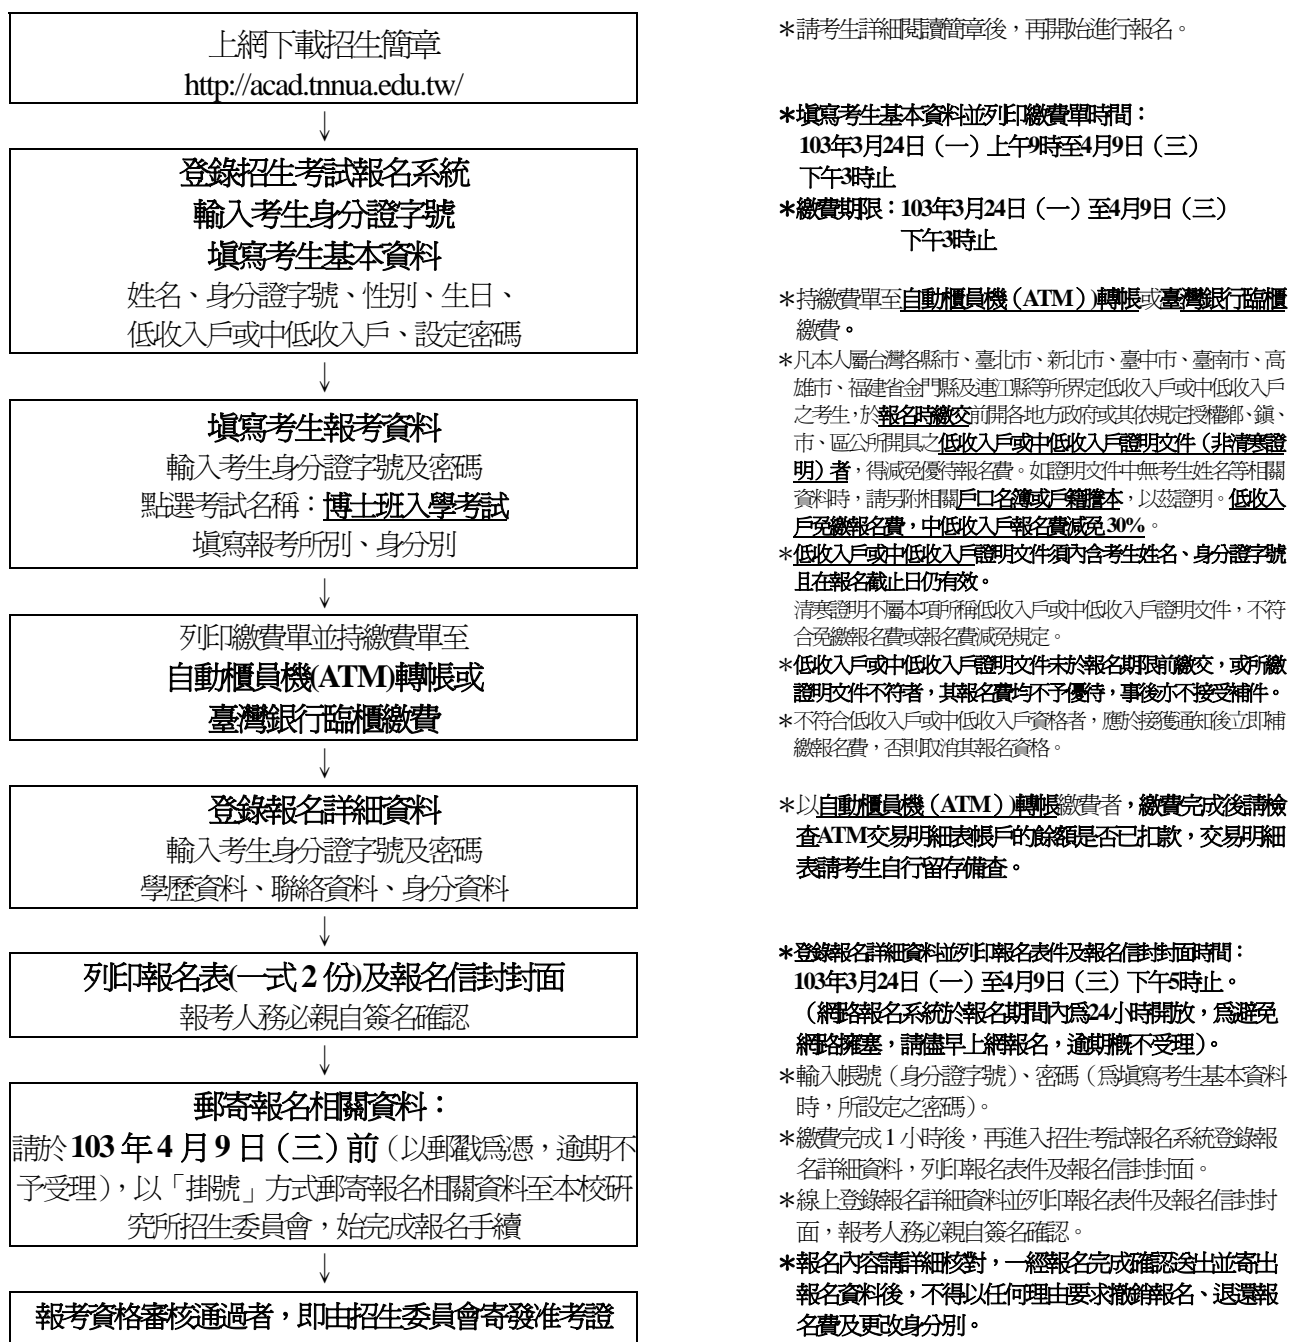 上網下載招生簡章
http://acad.tnnua.edu.tw/
↓
登錄招生考試報名系統
輸入考生身分證字號
填寫考生基本資料
姓名、身分證字號、性別、生日、
低收入戶或中低收入戶、設定密碼
↓
填寫考生報考資料
輸入考生身分證字號及密碼
點選考試名稱：博士班入學考試
填寫報考所別、身分別
↓
列印繳費單並持繳費單至
自動櫃員機(ATM)轉帳或
臺灣銀行臨櫃繳費
↓
登錄報名詳細資料
輸入考生身分證字號及密碼
學歷資料、聯絡資料、身分資料
↓
列印報名表(一式 2 份)及報名信封封面
報考人務必親自簽名確認
↓
郵寄報名相關資料：
請於 103 年 4 月 9 日（三）前（以郵戳為憑，逾期不
予受理），以「掛號」方式郵寄報名相關資料至本校研
究所招生委員會，始完成報名手續
↓
報考資格審核通過者，即由招生委員會寄發准考證
＊請考生詳細閱讀簡章後，再開始進行報名。
＊填寫考生基本資料並列印繳費單時間：
103年3月24日（一）上午9時至4月9日（三）
下午3時止
＊繳費期限：103年3月24日（一）至4月9日（三）
下午3時止
＊持繳費單至自動櫃員機（ATM））轉帳或臺灣銀行臨櫃
繳費。
＊凡本人屬台灣各縣市、臺北市、新北市、臺中市、臺南市、高
雄市、福建省金門縣及連江縣等所界定低收入戶或中低收入戶
之考生，於報名時繳交前開各地方政府或其依規定授權鄉、鎮、
市、區公所開具之低收入戶或中低收入戶證明文件（非清寒證
明）者，得減免優待報名費。如證明文件中無考生姓名等相關
資料時，請另附相關戶口名簿或戶籍謄本，以茲證明。低收入
戶免繳報名費，中低收入戶報名費減免 30%。
＊低收入戶或中低收入戶證明文件須內含考生姓名、身分證字號
且在報名截止日仍有效。
清寒證明不屬本項所稱低收入戶或中低收入戶證明文件，不符
合免繳報名費或報名費減免規定。
＊低收入戶或中低收入戶證明文件未於報名期限前繳交，或所繳
證明文件不符者，其報名費均不予優待，事後亦不接受補件。
＊不符合低收入戶或中低收入戶資格者，應於接獲通知後立即補
繳報名費，否則取消其報名資格。
＊以自動櫃員機（ATM））轉帳繳費者，繳費完成後請檢
查ATM交易明細表帳戶的餘額是否已扣款，交易明細
表請考生自行留存備查。
＊登錄報名詳細資料並列印報名表件及報名信封封面時間：
103年3月24日（一）至4月9日（三）下午5時止。
（網路報名系統於報名期間內為24小時開放，為避免
網路擁塞，請儘早上網報名，逾期概不受理）。
＊輸入帳號（身分證字號）、密碼（為填寫考生基本資料
時，所設定之密碼）。
＊繳費完成 1 小時後，再進入招生考試報名系統登錄報
名詳細資料，列印報名表件及報名信封封面。
＊線上登錄報名詳細資料並列印報名表件及報名信封封
面，報考人務必親自簽名確認。
＊報名內容請詳細核對，一經報名完成確認送出並寄出
報名資料後，不得以任何理由要求撤銷報名、退還報
名費及更改身分別。